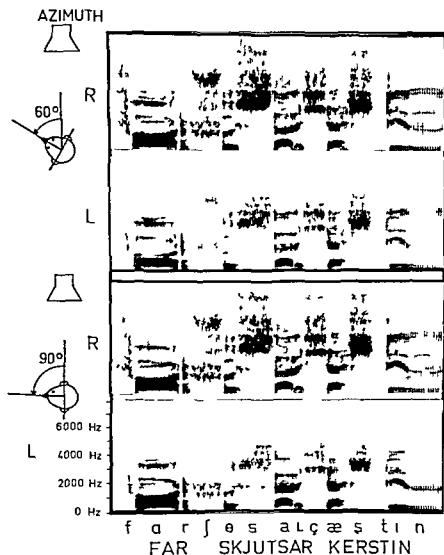 AZIMUTH
R
60°
L
R
90°
L
6000 Hz
4000 Hz
2000 Hz
0 Hz
f ɑ r ʃ ɵ s a ɩ ç æ ʂ t ɩ n
FAR SKJUTSAR KERSTIN